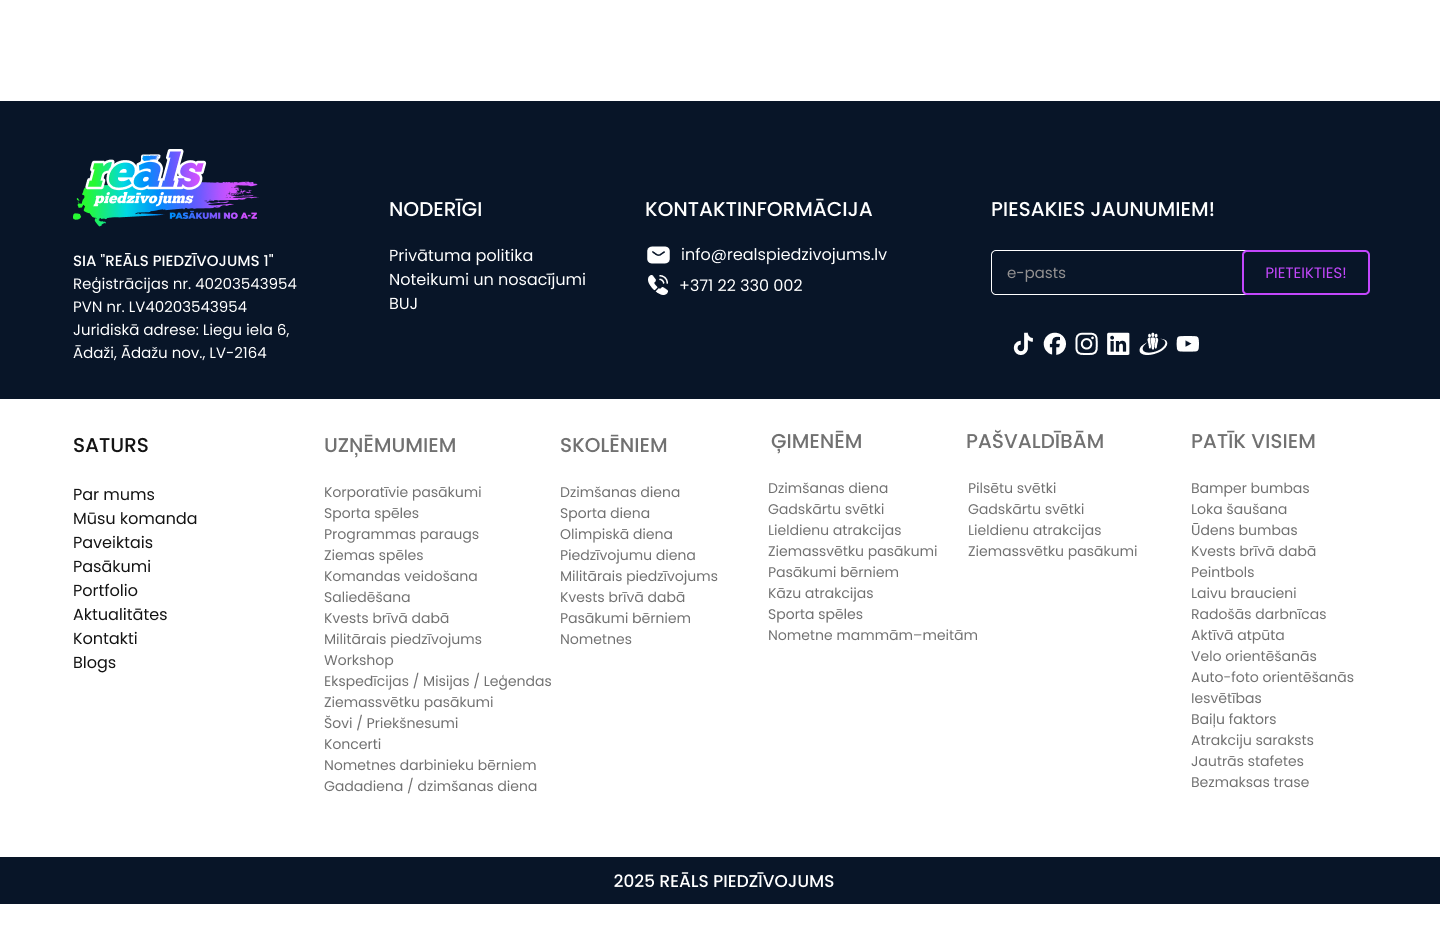 reāls
piedzīvojums
PASĀKUMI NO A-Z
SIA "REĀLS PIEDZĪVOJUMS 1"
Reģistrācijas nr. 40203543954
PVN nr. LV40203543954
Juridiskā adrese: Liegu iela 6,
Ādaži, Ādažu nov., LV-2164
NODERĪGI
Privātuma politika
Noteikumi un nosacījumi
BUJ
KONTAKTINFORMĀCIJA
info@realspiedzivojums.lv
+371 22 330 002
PIESAKIES JAUNUMIEM!
e-pasts
PIETEIKTIES!
SATURS
Par mums
Mūsu komanda
Paveiktais
Pasākumi
Portfolio
Aktualitātes
Kontakti
Blogs
UZŅĒMUMIEM
Korporatīvie pasākumi
Sporta spēles
Programmas paraugs
Ziemas spēles
Komandas veidošana
Saliedēšana
Kvests brīvā dabā
Militārais piedzīvojums
Workshop
Ekspedīcijas / Misijas / Leģendas
Ziemassvētku pasākumi
Šovi / Priekšnesumi
Koncerti
Nometnes darbinieku bērniem
Gadadiena / dzimšanas diena
SKOLĒNIEM
Dzimšanas diena
Sporta diena
Olimpiskā diena
Piedzīvojumu diena
Militārais piedzīvojums
Kvests brīvā dabā
Pasākumi bērniem
Nometnes
ĢIMENĒM
Dzimšanas diena
Gadskārtu svētki
Lieldienu atrakcijas
Ziemassvētku pasākumi
Pasākumi bērniem
Kāzu atrakcijas
Sporta spēles
Nometne mammām–meitām
PAŠVALDĪBĀM
Pilsētu svētki
Gadskārtu svētki
Lieldienu atrakcijas
Ziemassvētku pasākumi
PATĪK VISIEM
Bamper bumbas
Loka šaušana
Ūdens bumbas
Kvests brīvā dabā
Peintbols
Laivu braucieni
Radošās darbnīcas
Aktīvā atpūta
Velo orientēšanās
Auto-foto orientēšanās
Iesvētības
Baiļu faktors
Atrakciju saraksts
Jautrās stafetes
Bezmaksas trase
2025 REĀLS PIEDZĪVOJUMS